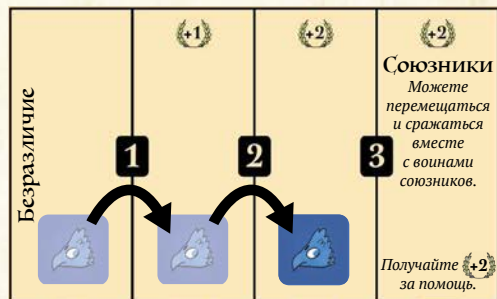 +1
+2
+2
Безразличие
Союзники
Можете
перемещаться
и сражаться
вместе
с воинами
союзников.
1
2
3
Получайте +2
за помощь.